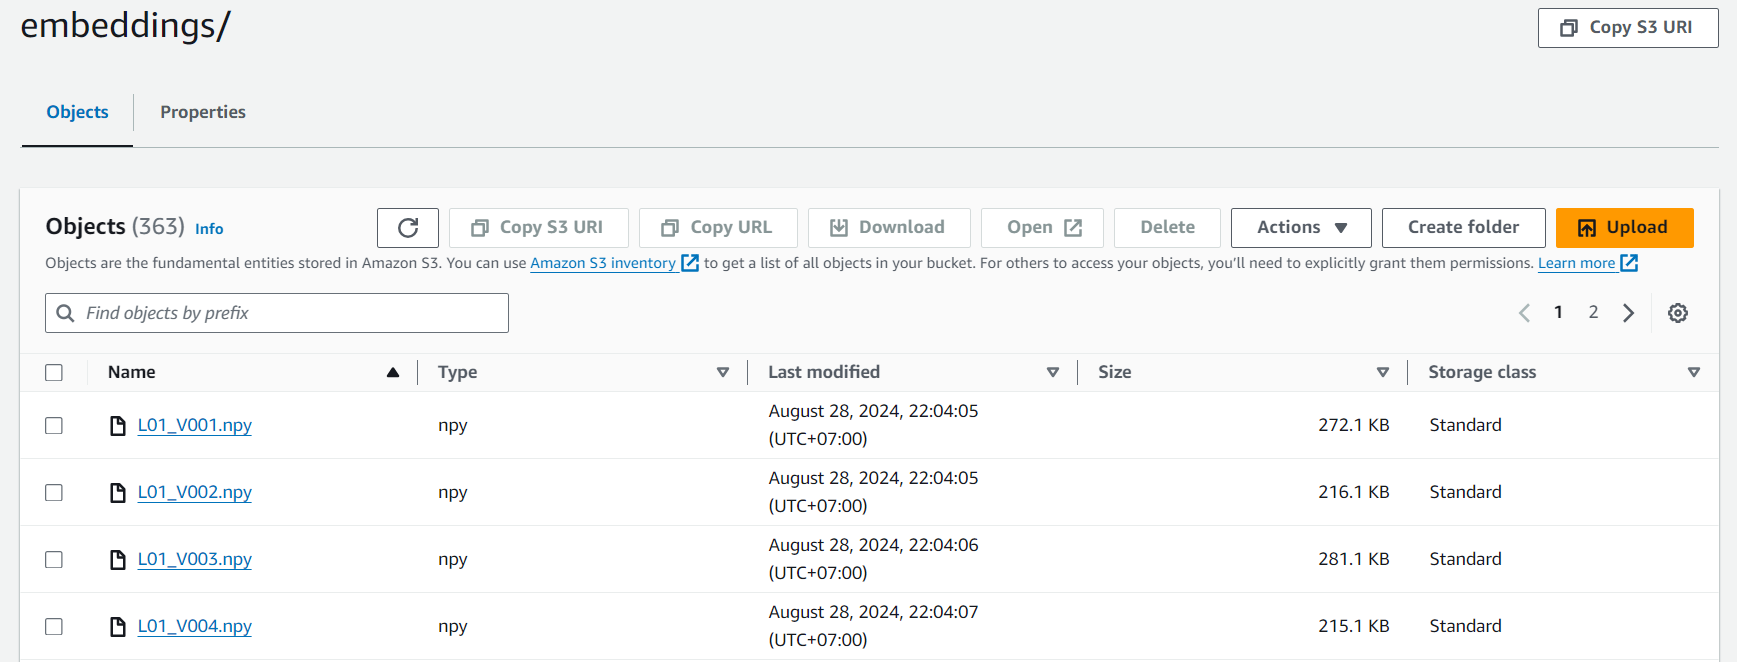 embeddings/
Copy S3 URI
Objects
Properties
Objects (363) Info
Copy S3 URI
Copy URL
Download
Open
Delete
Actions
Create folder
Upload
Objects are the fundamental entities stored in Amazon S3. You can use Amazon S3 inventory to get a list of all objects in your bucket. For others to access your objects, you'll need to explicitly grant them permissions. Learn more
Find objects by prefix
1 2
Name Type Last modified Size Storage class
L01_V001.npy npy August 28, 2024, 22:04:05 272.1 KB Standard
(UTC+07:00)
L01_V002.npy npy August 28, 2024, 22:04:05 216.1 KB Standard
(UTC+07:00)
L01_V003.npy npy August 28, 2024, 22:04:06 281.1 KB Standard
(UTC+07:00)
L01_V004.npy npy August 28, 2024, 22:04:07 215.1 KB Standard
(UTC+07:00)